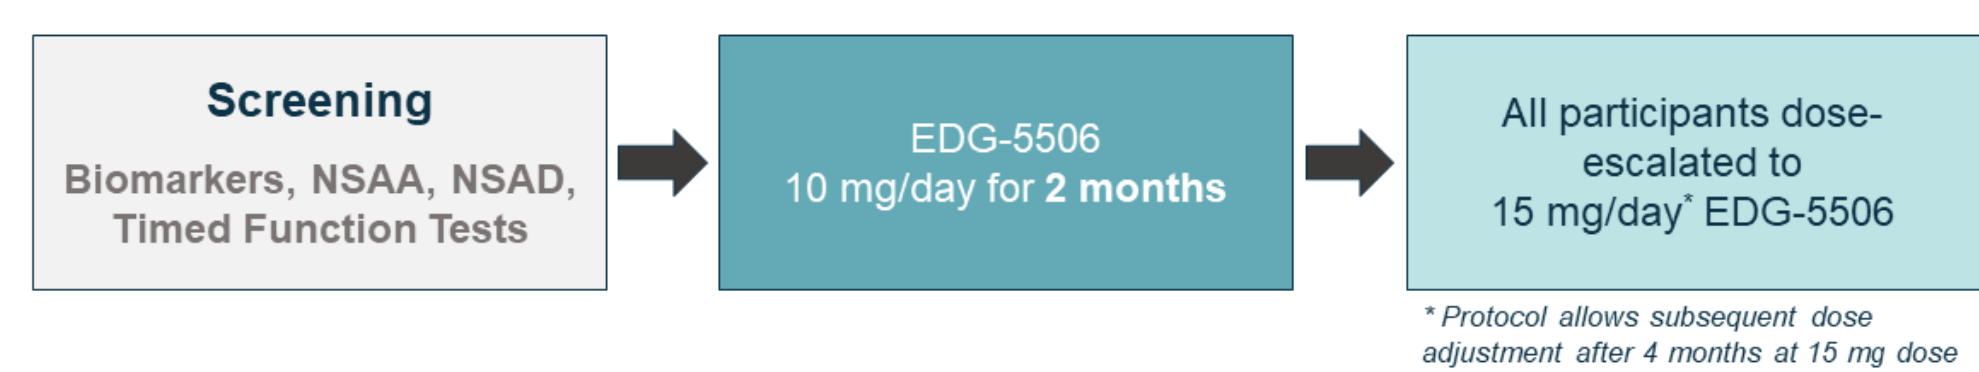 Screening
Biomarkers, NSAA, NSAD,
Timed Function Tests
EDG-5506
10 mg/day for 2 months
All participants dose-
escalated to
15 mg/day* EDG-5506
* Protocol allows subsequent dose
adjustment after 4 months at 15 mg dose